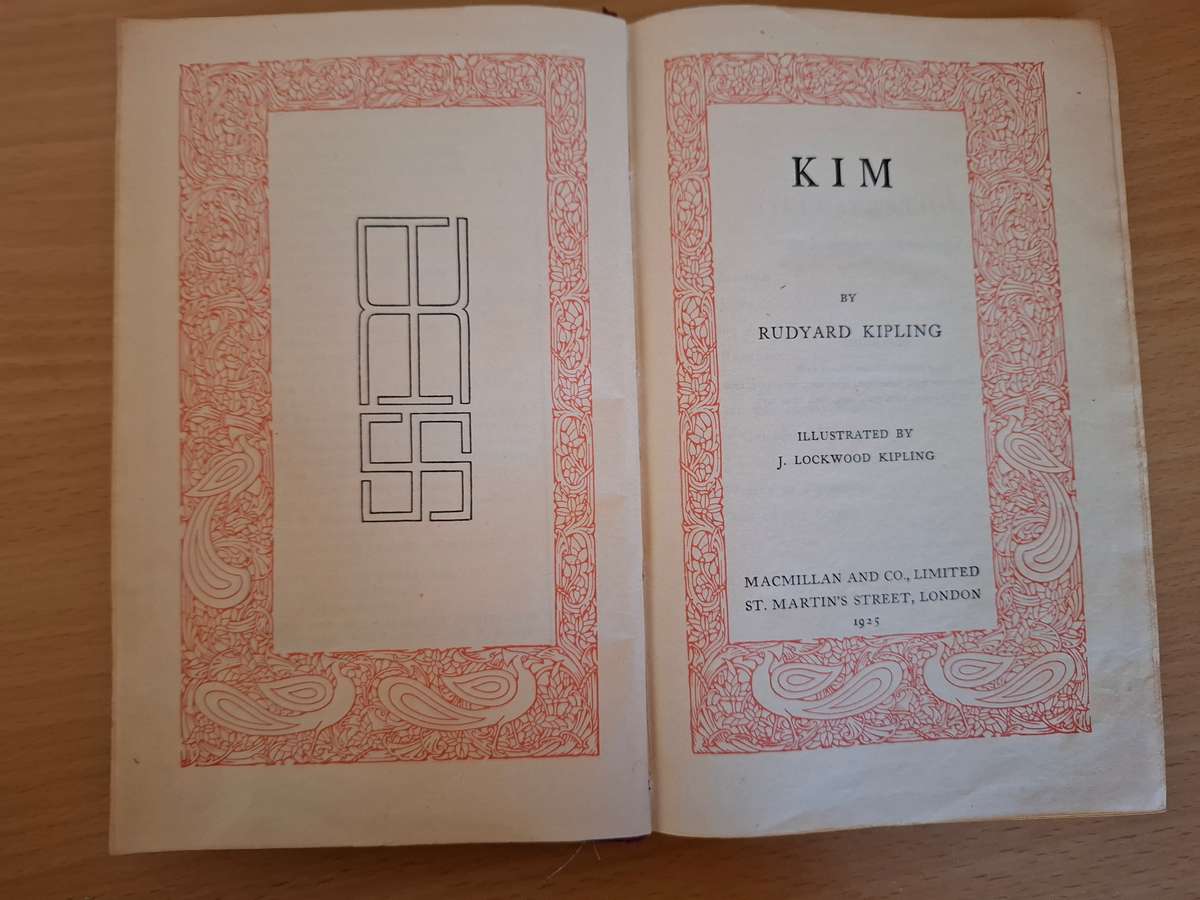 KIM
BY
RUDYARD KIPLING
ILLUSTRATED BY
J. LOCKWOOD KIPLING
MACMILLAN AND CO., LIMITED
ST. MARTIN'S STREET, LONDON
1925